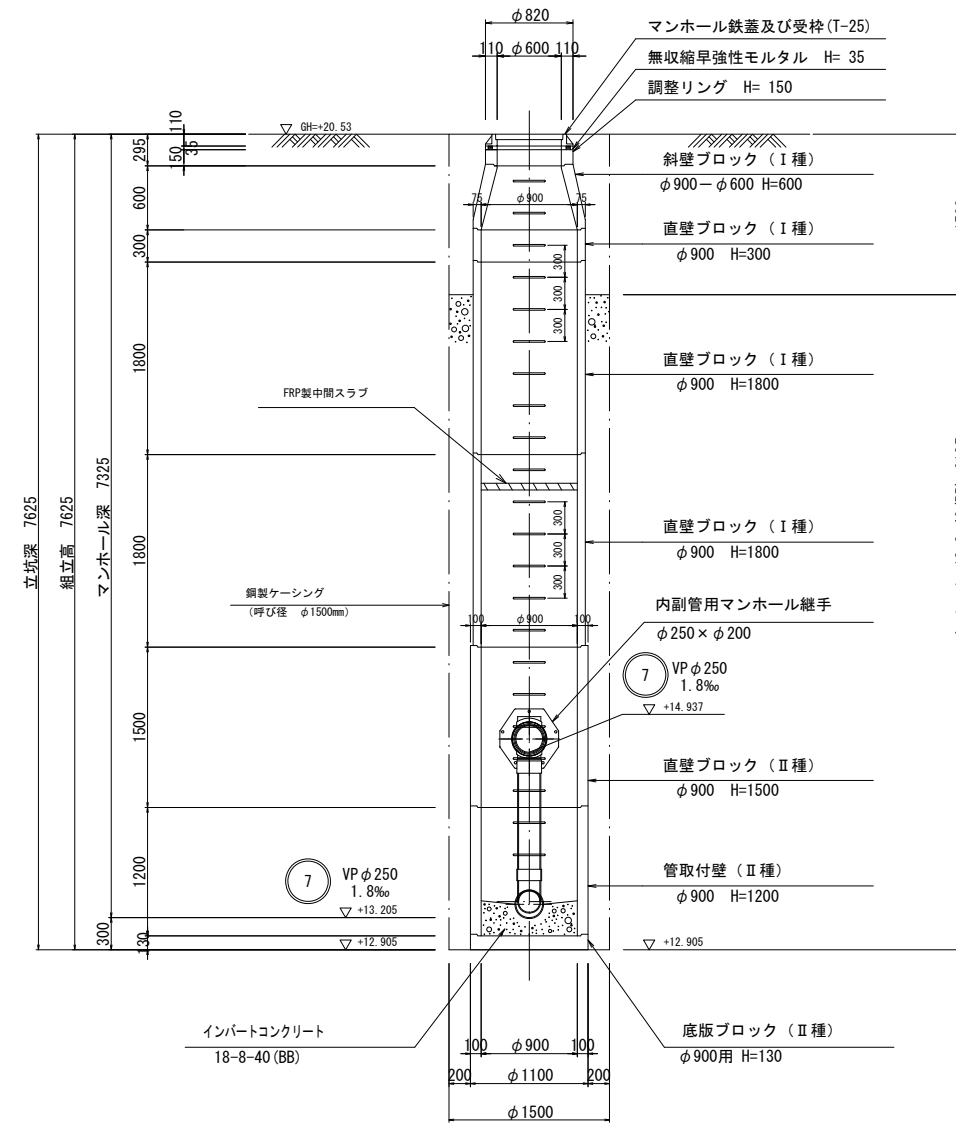 φ820
110 φ600 110
マンホール鉄蓋及び受枠(T-25)
無収縮早強性モルタル H= 35
調整リング H= 150
GH=+20.53
110
35
150
295
600
300
1800
1800
1500
1200
300
130
立坑深 7625
組立高 7625
マンホール深 7325
斜壁ブロック(Ⅰ種)
φ900-φ600 H=600
75 φ900 75
直壁ブロック(Ⅰ種)
φ900 H=300
300
300
300
直壁ブロック(Ⅰ種)
φ900 H=1800
FRP製中間スラブ
300
300
300
直壁ブロック(Ⅰ種)
φ900 H=1800
鋼製ケーシング
(呼び径 φ1500mm)
100 φ900 100
内副管用マンホール継手
φ250×φ200
7 VPφ250
1.8‰
+14.937
直壁ブロック(Ⅱ種)
φ900 H=1500
7 VPφ250
1.8‰
+13.205
管取付壁(Ⅱ種)
φ900 H=1200
+12.905
+12.905
インバートコンクリート
18-8-40(BB)
底版ブロック(Ⅱ種)
φ900用 H=130
100 φ900 100
200 φ1100 200
φ1500